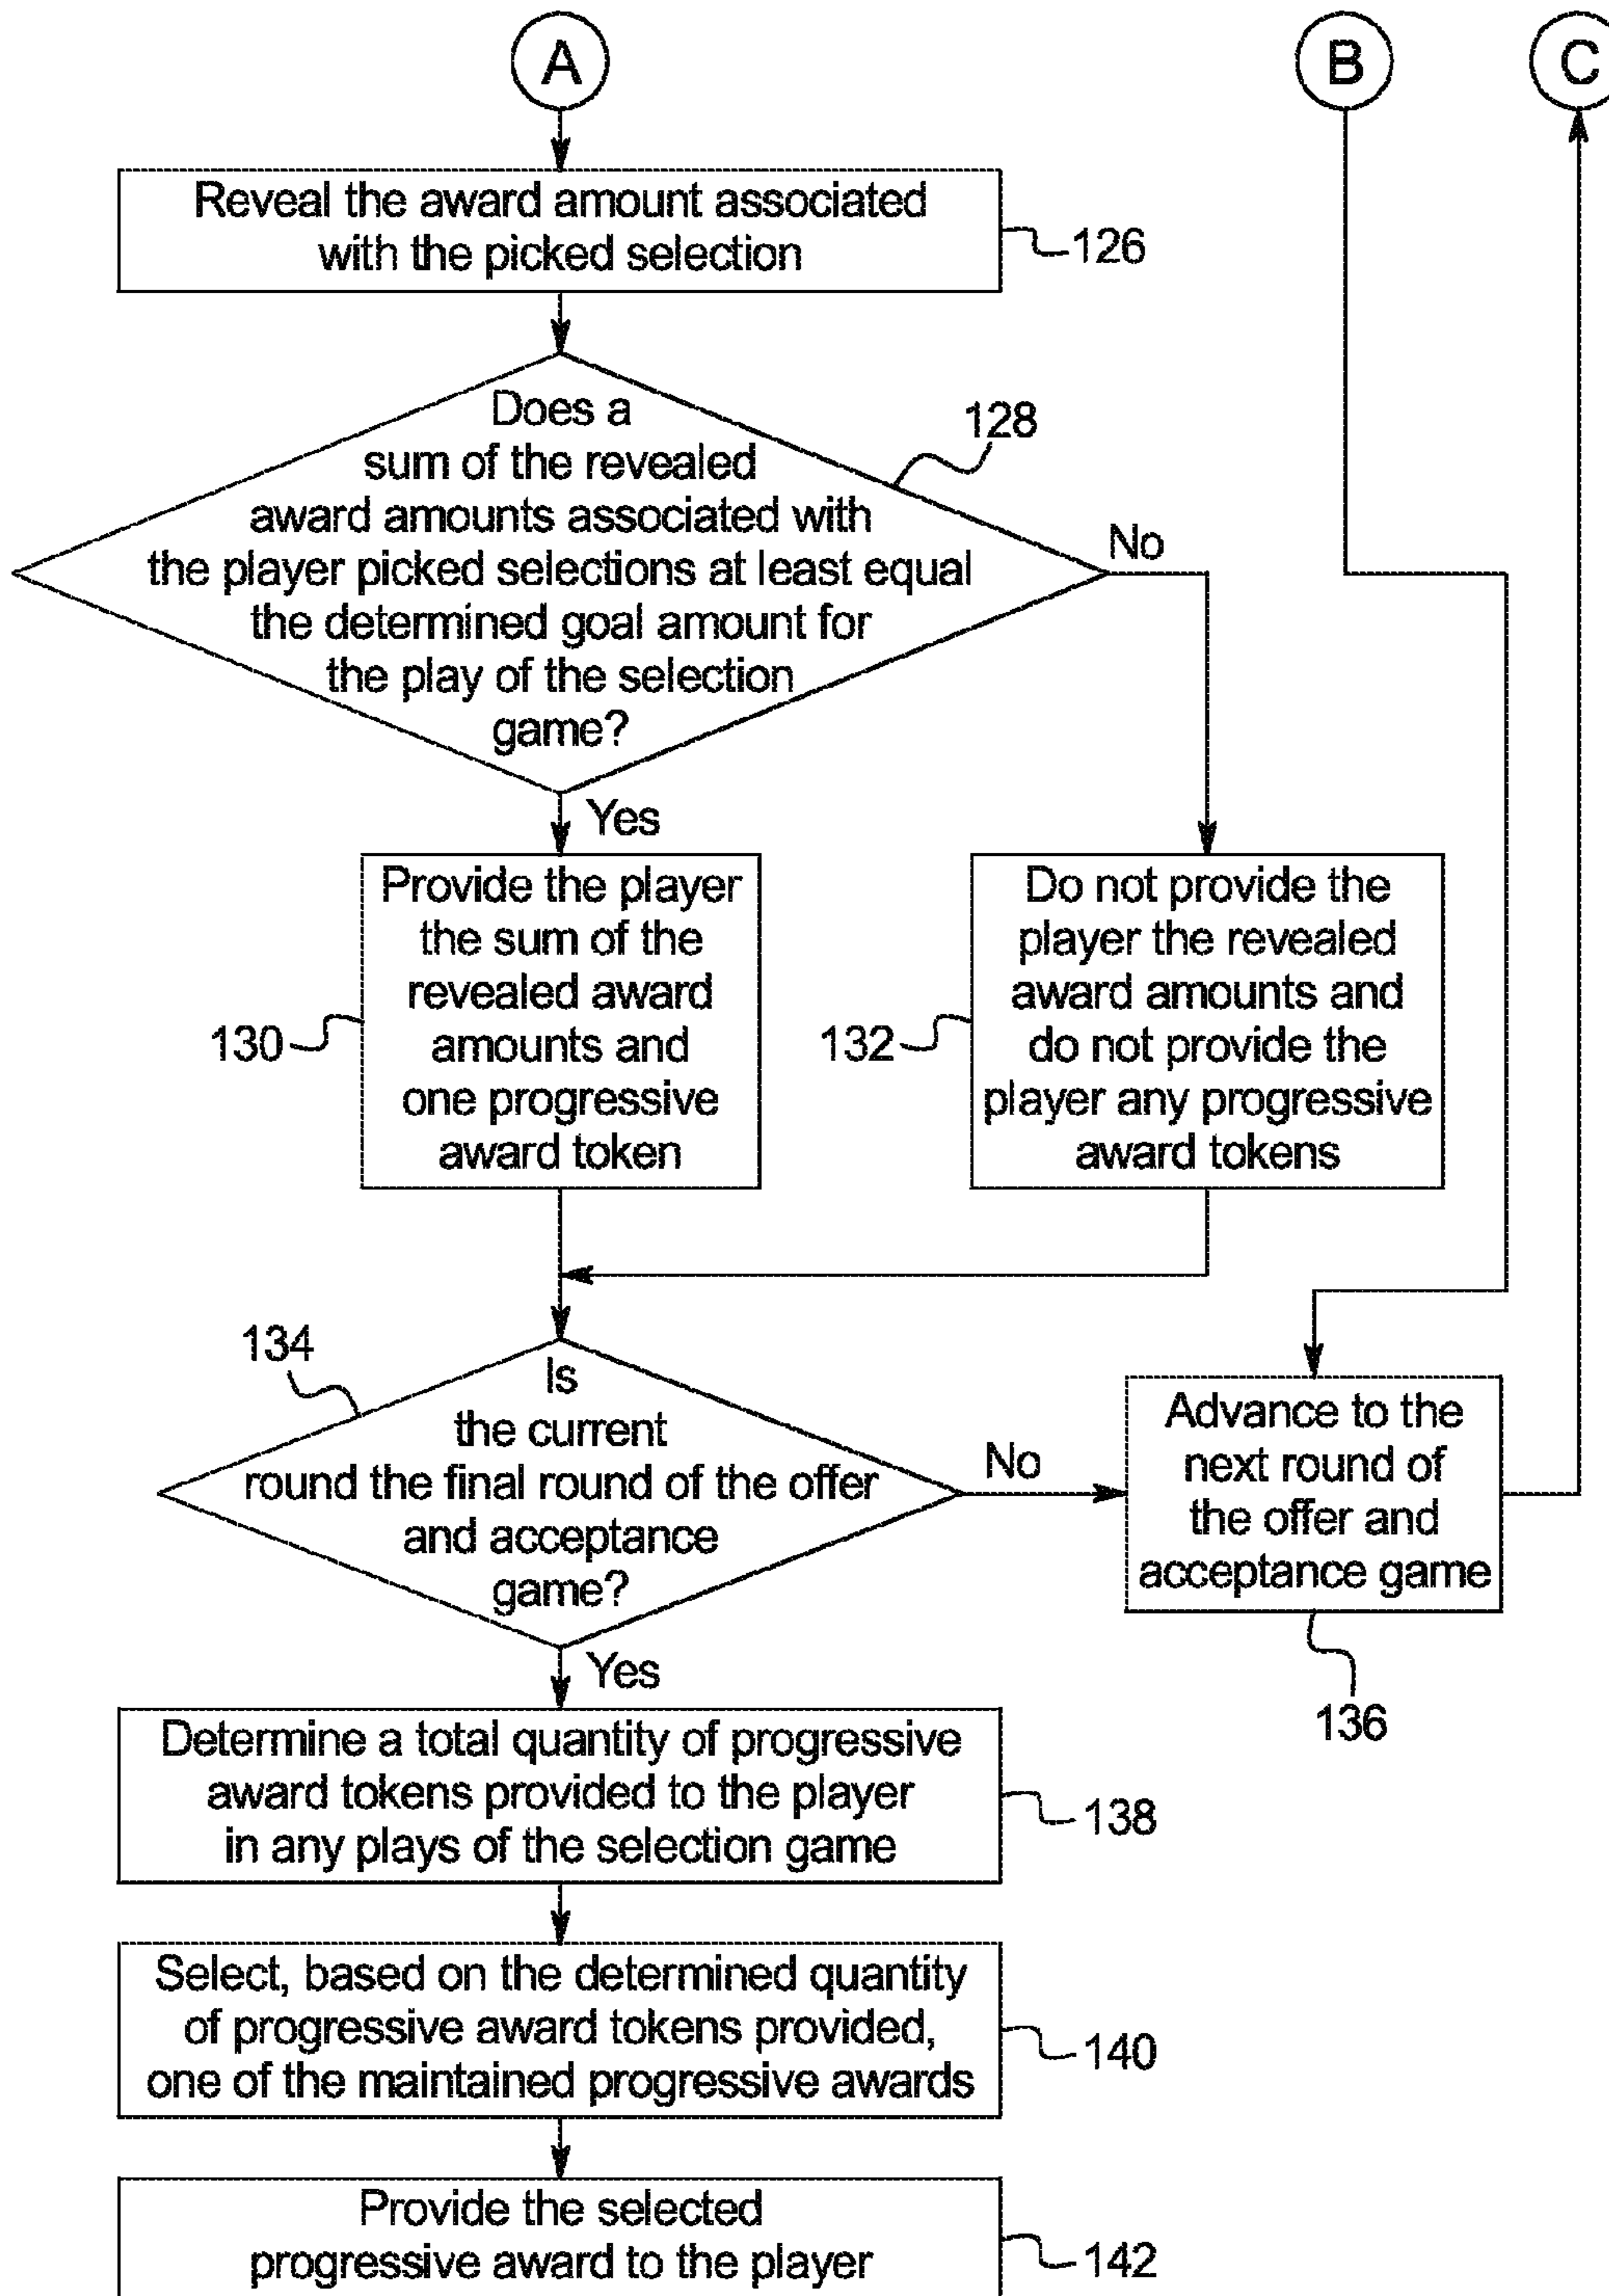 A
B
C
Reveal the award amount associated
with the picked selection
126
Does a
sum of the revealed
award amounts associated with
the player picked selections at least equal
the determined goal amount for
the play of the selection
game?
128
No
Yes
Provide the player
the sum of the
revealed award
amounts and
one progressive
award token
130
Do not provide the
player the revealed
award amounts and
do not provide the
player any progressive
award tokens
132
134
Is
the current
round the final round of the offer
and acceptance
game?
No
Advance to the
next round of
the offer and
acceptance game
136
Yes
Determine a total quantity of progressive
award tokens provided to the player
in any plays of the selection game
138
Select, based on the determined quantity
of progressive award tokens provided,
one of the maintained progressive awards
140
Provide the selected
progressive award to the player
142